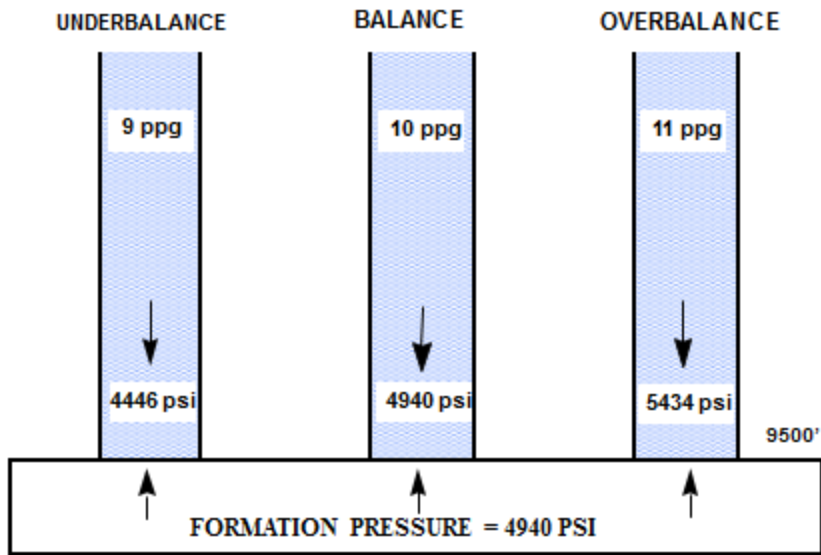 UNDERBALANCE BALANCE OVERBALANCE
9 ppg 10 ppg 11 ppg
4446 psi 4940 psi 5434 psi
9500'
FORMATION PRESSURE = 4940 PSI